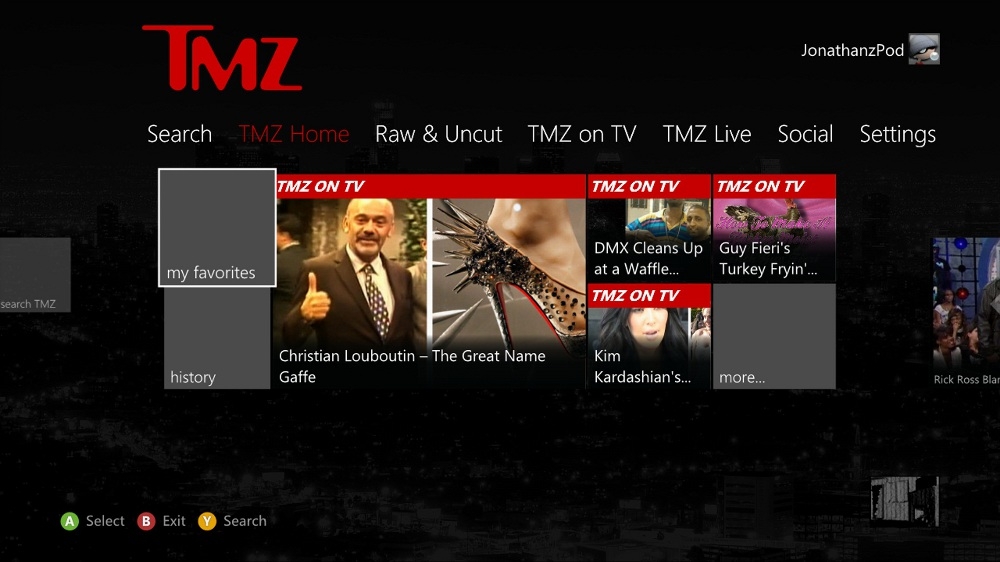 TMZ
JonathanzPod
Search TMZ Home Raw & Uncut TMZ on TV TMZ Live Social Settings
TMZ ON TV
TMZ ON TV
TMZ ON TV
my favorites
DMX Cleans Up
at a Waffle...
Guy Fieri's
Turkey Fryin'...
search TMZ
TMZ ON TV
Christian Louboutin – The Great Name
Gaffe
Kim
Kardashian's...
history
more...
Rick Ross Blar
A Select B Exit Y Search